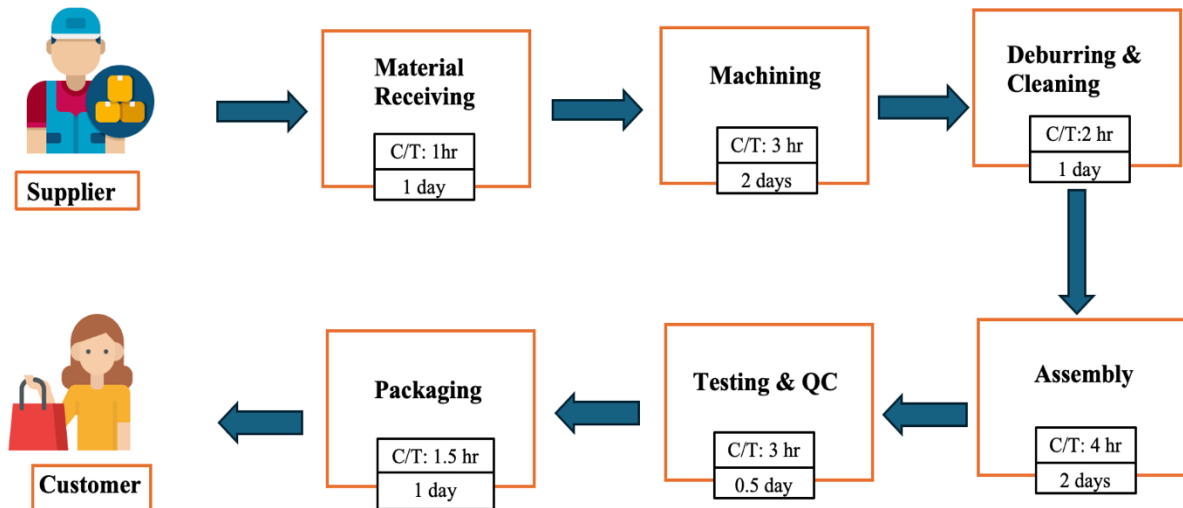 Supplier
Material
Receiving
C/T: 1hr
1 day
Machining
C/T: 3 hr
2 days
Deburring &
Cleaning
C/T:2 hr
1 day
Assembly
C/T: 4 hr
2 days
Testing & QC
C/T: 3 hr
0.5 day
Packaging
C/T: 1.5 hr
1 day
Customer